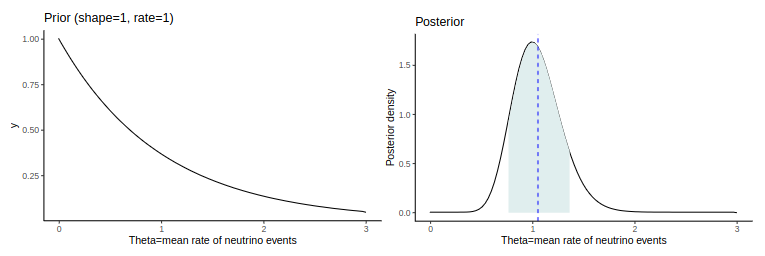 Prior (shape=1, rate=1)
1.00
0.75
0.50
0.25
y
0
1
2
3
Theta=mean rate of neutrino events
Posterior
1.5
1.0
0.5
0.0
Posterior density
0
1
2
3
Theta=mean rate of neutrino events